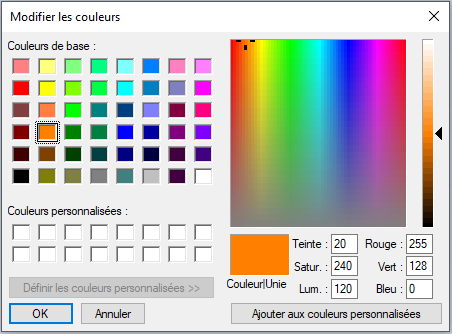 Modifier les couleurs
Couleurs de base :
Couleurs personnalisées :
Définir les couleurs personnalisées >>
OK
Annuler
Couleur|Unie
Teinte : 20
Satur. : 240
Lum. : 120
Rouge : 255
Vert : 128
Bleu : 0
Ajouter aux couleurs personnalisées